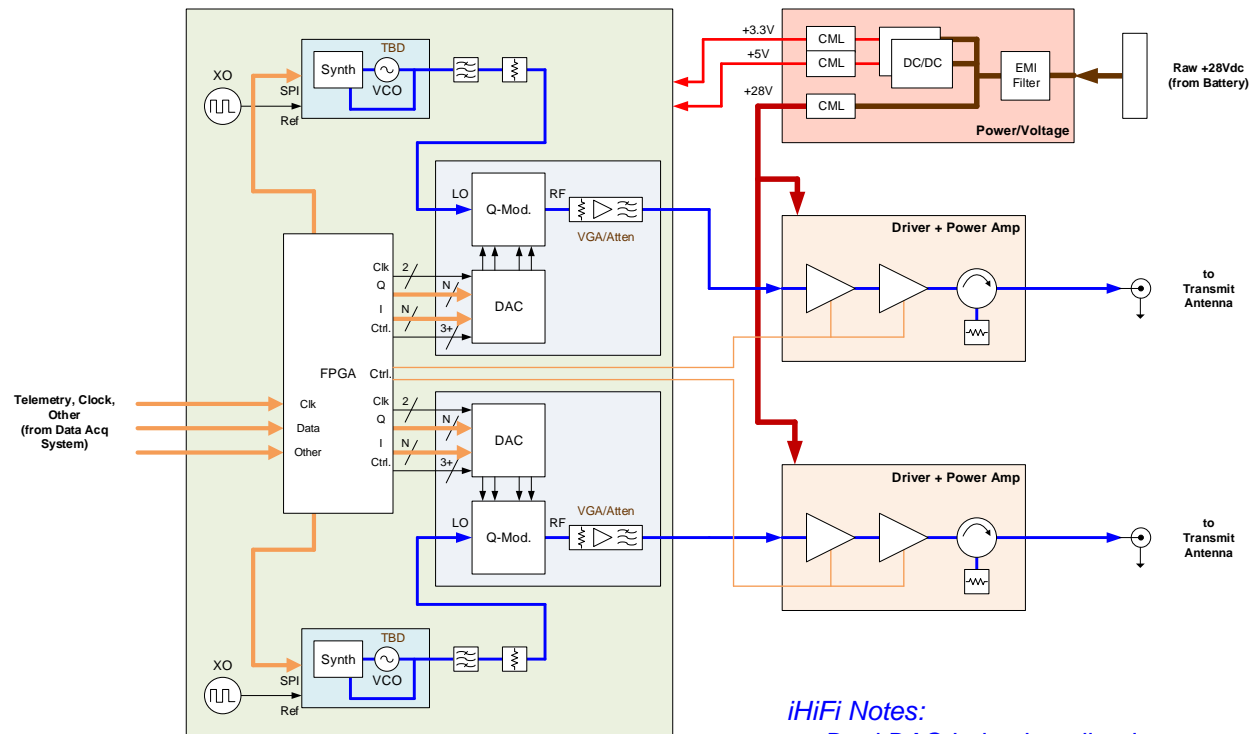 TBD
XO
Synth
VCO
SPI
Ref
LO
RF
Q-Mod.
VGA/Atten
DAC
Clk
2
Q
N
I
N
Ctrl.
3+
FPGA
Ctrl.
Telemetry, Clock,
Other
(from Data Acq
System)
Clk
Data
Other
Clk
2
Q
N
I
N
Ctrl.
3+
DAC
Q-Mod.
LO
RF
VGA/Atten
TBD
XO
Synth
VCO
SPI
Ref
+3.3V
+5V
+28V
CML
CML
CML
DC/DC
EMI
Filter
Power/Voltage
Raw +28Vdc
(from Battery)
Driver + Power Amp
to
Transmit
Antenna
Driver + Power Amp
to
Transmit
Antenna
iHiFi Notes: